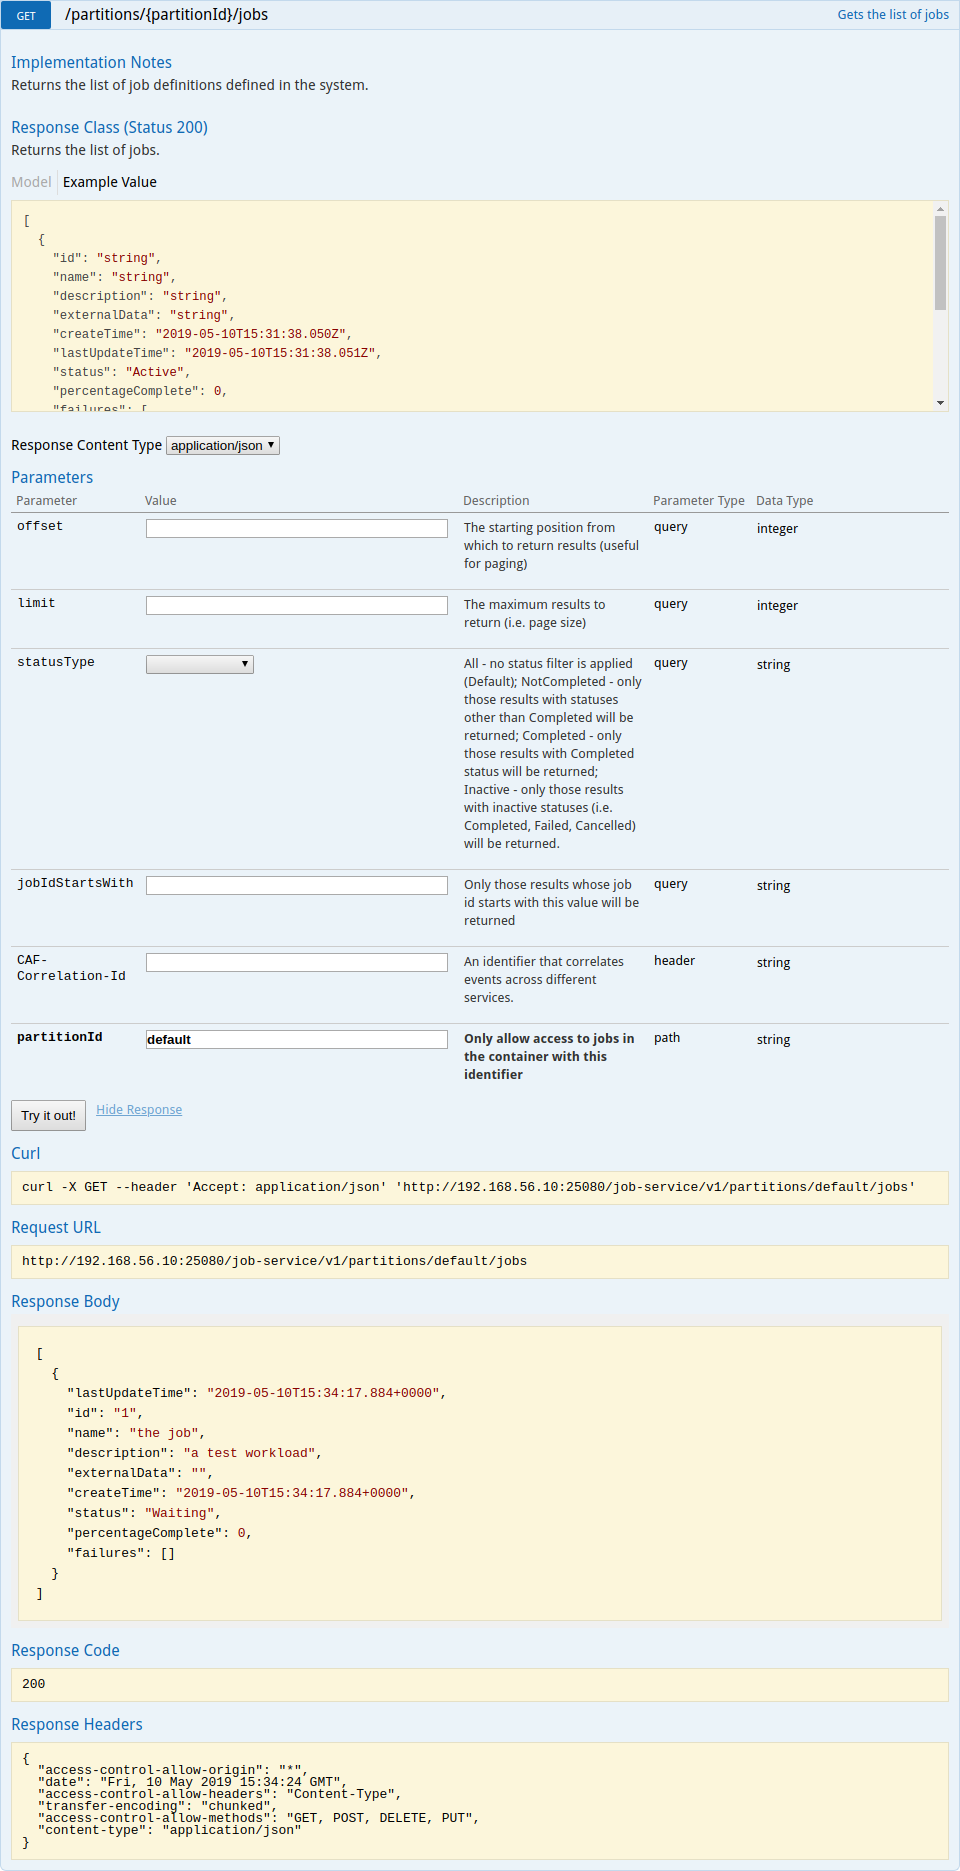 GET /partitions/{partitionId}/jobs Gets the list of jobs
Implementation Notes
Returns the list of job definitions defined in the system.
Response Class (Status 200)
Returns the list of jobs.
Model Example Value
[
  {
    "id": "string",
    "name": "string",
    "description": "string",
    "externalData": "string",
    "createTime": "2019-05-10T15:31:38.050Z",
    "lastUpdateTime": "2019-05-10T15:31:38.051Z",
    "status": "Active",
    "percentageComplete": 0,
    "failures": [
Response Content Type application/json
Parameters
Parameter Value Description Parameter Type Data Type
offset The starting position from query integer
which to return results (useful
for paging)
limit The maximum results to query integer
return (i.e. page size)
statusType All - no status filter is applied query string
(Default); NotCompleted - only
those results with statuses
other than Completed will be
returned; Completed - only
those results with Completed
status will be returned;
Inactive - only those results
with inactive statuses (i.e.
Completed, Failed, Cancelled)
will be returned.
jobIdStartsWith Only those results whose job query string
id starts with this value will be
returned
CAF- An identifier that correlates header string
Correlation-Id events across different
services.
partitionId default Only allow access to jobs in path string
the container with this
identifier
Try it out! Hide Response
Curl
curl -X GET --header 'Accept: application/json' 'http://192.168.56.10:25080/job-service/v1/partitions/default/jobs'
Request URL
http://192.168.56.10:25080/job-service/v1/partitions/default/jobs
Response Body
[
  {
    "lastUpdateTime": "2019-05-10T15:34:17.884+0000",
    "id": "1",
    "name": "the job",
    "description": "a test workload",
    "externalData": "",
    "createTime": "2019-05-10T15:34:17.884+0000",
    "status": "Waiting",
    "percentageComplete": 0,
    "failures": []
  }
]
Response Code
200
Response Headers
{
  "access-control-allow-origin": "*",
  "date": "Fri, 10 May 2019 15:34:24 GMT",
  "access-control-allow-headers": "Content-Type",
  "transfer-encoding": "chunked",
  "access-control-allow-methods": "GET, POST, DELETE, PUT",
  "content-type": "application/json"
}